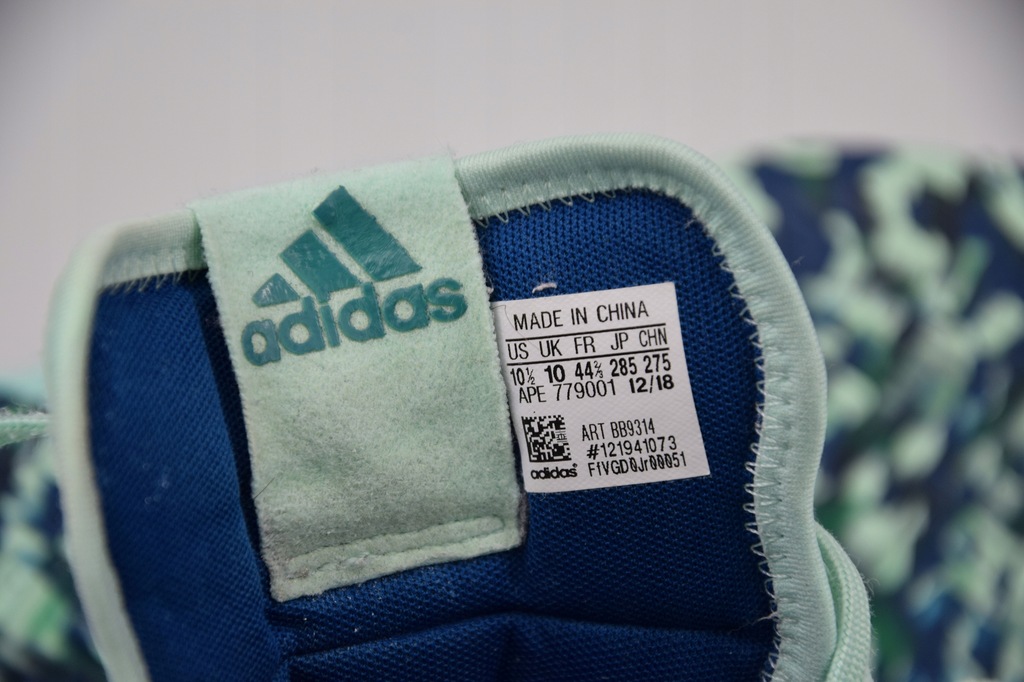 adidas
MADE IN CHINA
US UK FR JP CHN
10½ 10 44⅔ 285 275
APE 779001 12/18
ART BB9314
#121941073
FfVGD0Jr00051
adidas